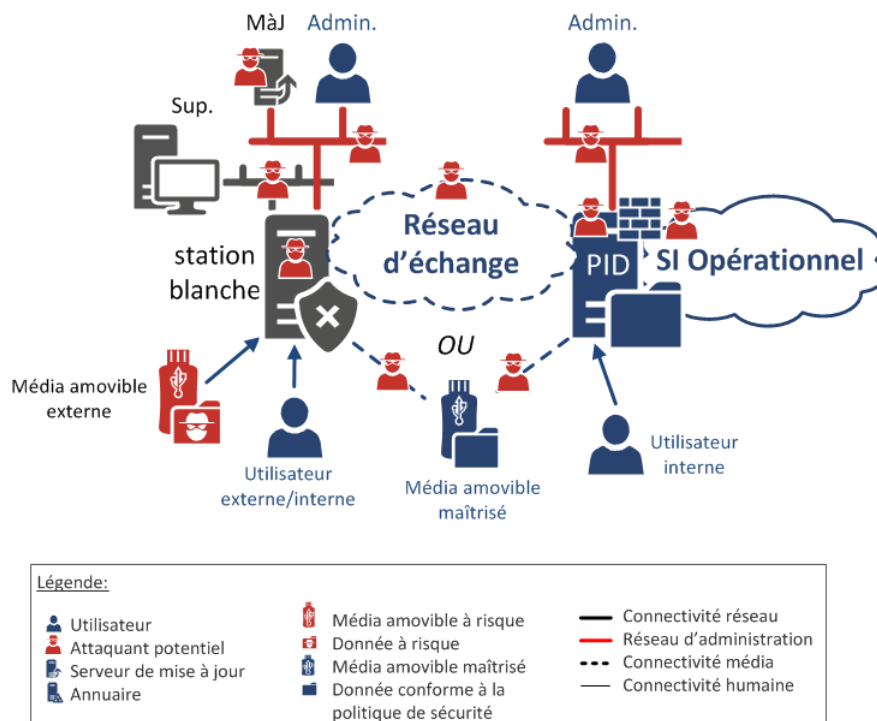 MàJ
Admin.
Admin.
Sup.
station
blanche
Réseau
d'échange
PID
SI Opérationnel
OU
Média amovible
externe
Utilisateur
externe/interne
Média amovible
maîtrisé
Utilisateur
interne
Légende:
Utilisateur
Attaquant potentiel
Serveur de mise à jour
Annuaire
Média amovible à risque
Donnée à risque
Média amovible maîtrisé
Donnée conforme à la
politique de sécurité
Connectivité réseau
Réseau d'administration
Connectivité média
Connectivité humaine